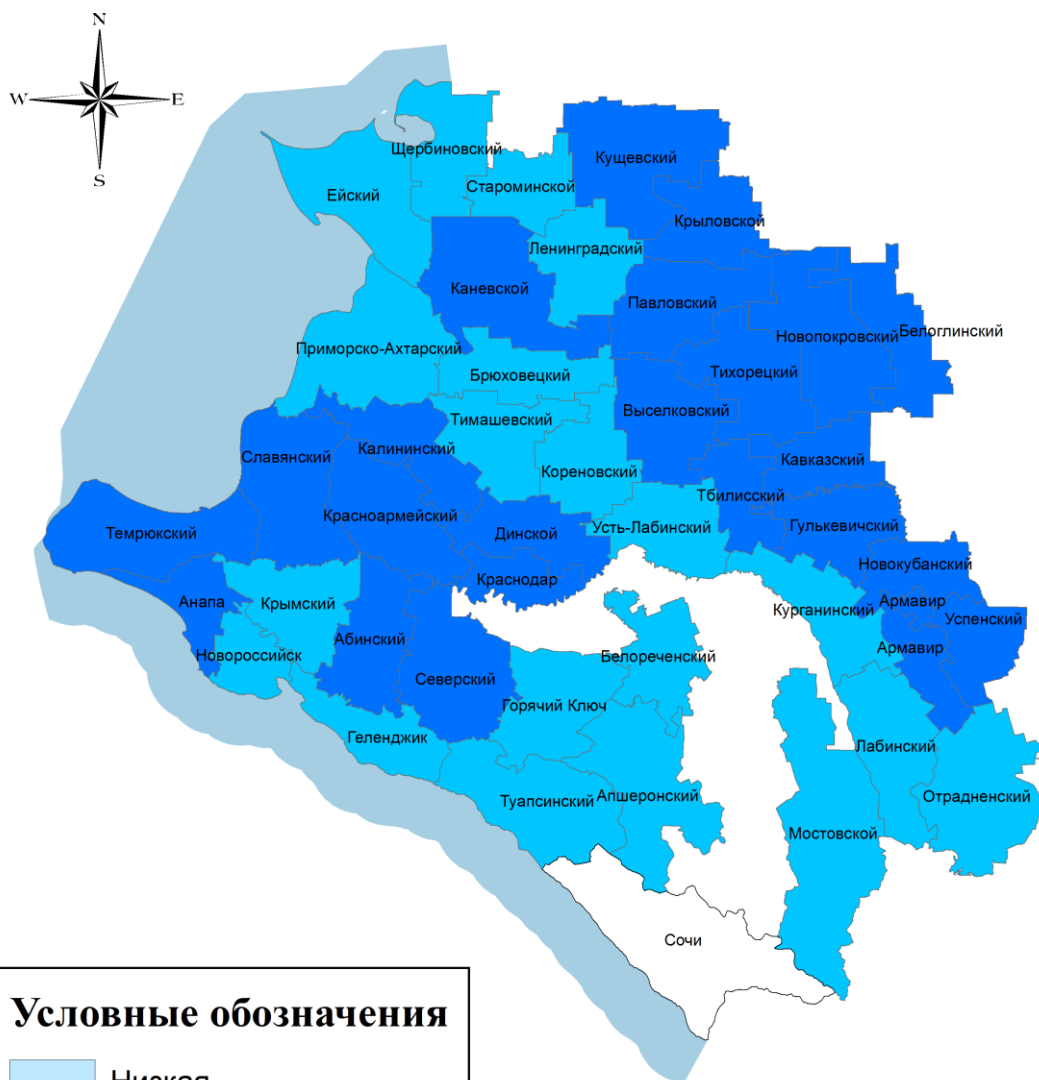 N
W
E
S
Щербиновский
Кущевский
Староминской
Ейский
Крыловской
Ленинградский
Каневской
Павловский
Новопокровский
Белоглинский
Приморско-Ахтарский
Брюховецкий
Тихорецкий
Тимашевский
Выселковский
Калининский
Славянский
Кореновский
Кавказский
Тбилисский
Красноармейский
Усть-Лабинский
Гулькевичский
Темрюкский
Динской
Новокубанский
Краснодар
Анапа
Крымский
Курганинский
Армавир
Успенский
Абинский
Армавир
Новороссийск
Белореченский
Северский
Горячий Ключ
Геленджик
Лабинский
Туапсинский
Апшеронский
Отрадненский
Мостовской
Сочи
Условные обозначения
Низкая